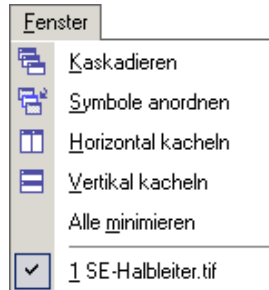 Fenster
Kaskadieren
Symbole anordnen
Horizontal kacheln
Vertikal kacheln
Alle minimieren
1 SE-Halbleiter.tif